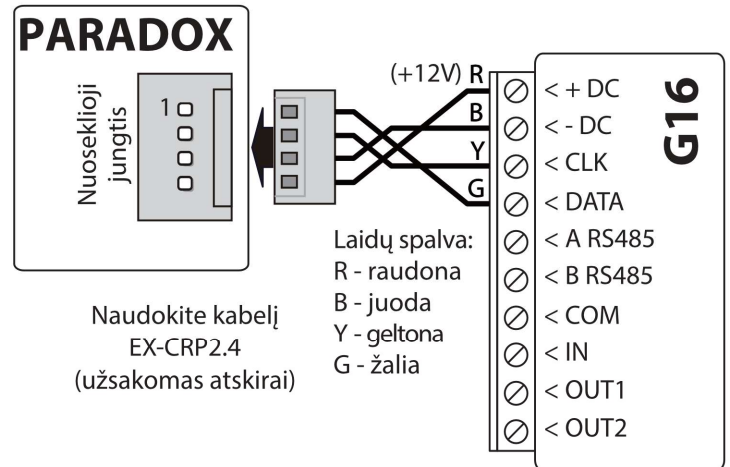 PARADOX
Nuoseklioji
jungtis
1
Naudokite kabelį
EX-CRP2.4
(užsakomas atskirai)
(+12V) R
B
Y
G
Laidų spalva:
R - raudona
B - juoda
Y - geltona
G - žalia
G16
< + DC
< - DC
< CLK
< DATA
< A RS485
< B RS485
< COM
< IN
< OUT1
< OUT2